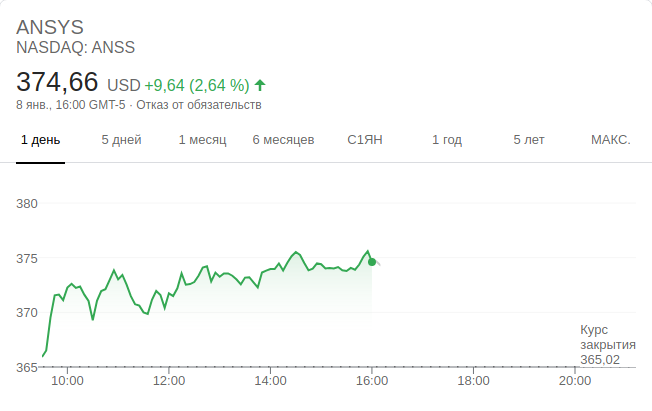 ANSYS
NASDAQ: ANSS
374,66 USD +9,64 (2,64 %)
8 янв., 16:00 GMT-5 · Отказ от обязательств
1 день 5 дней 1 месяц 6 месяцев С1ЯН 1 год 5 лет МАКС.
380
375
370
365
Курс
закрытия
365,02
10:00 12:00 14:00 16:00 18:00 20:00